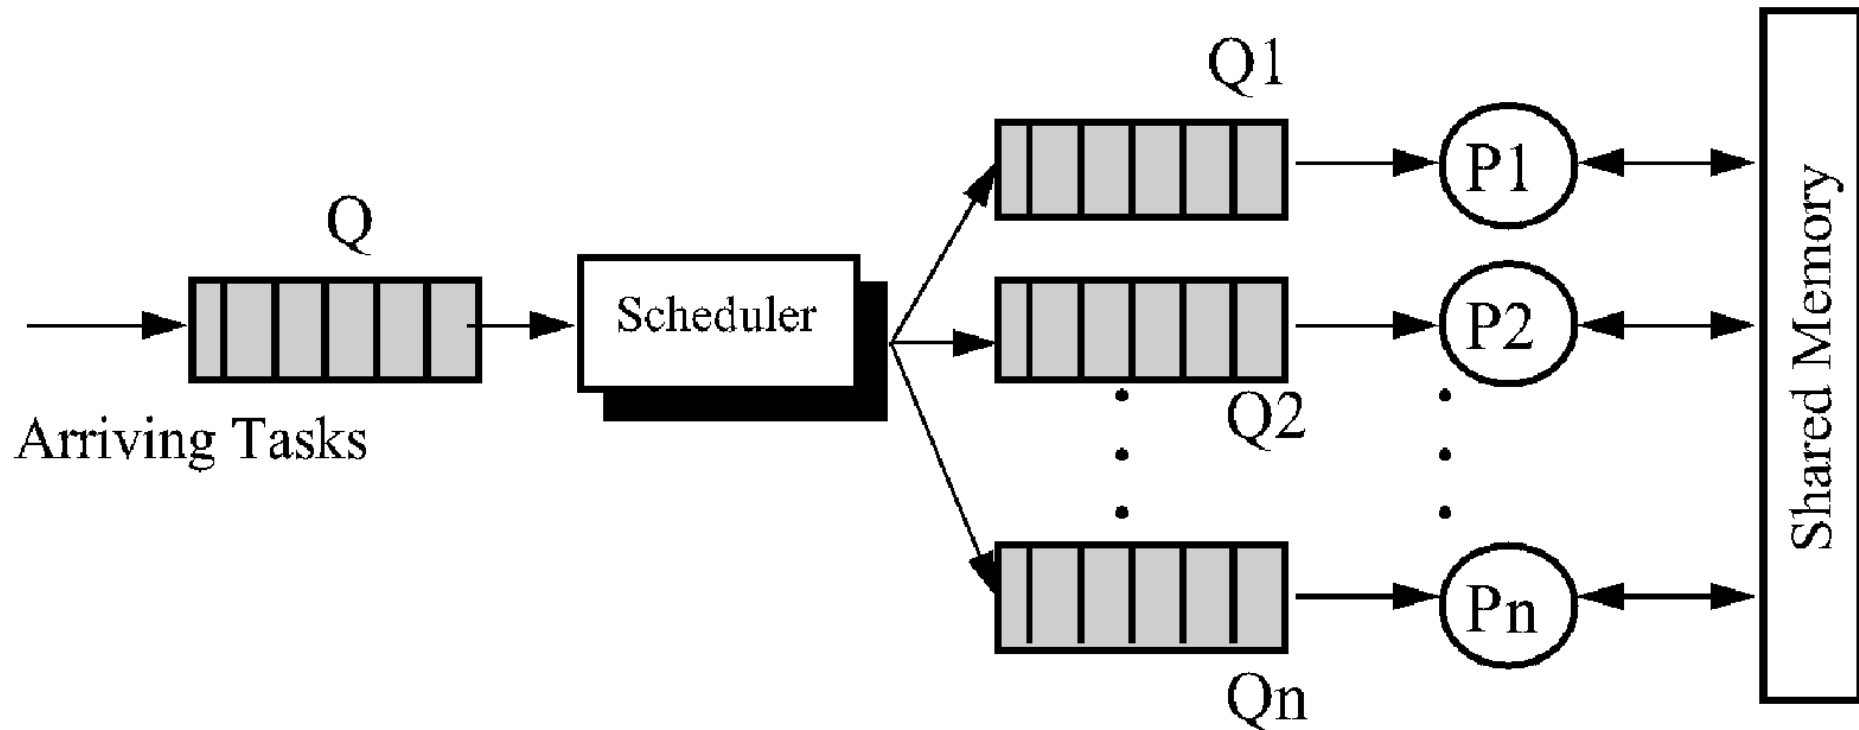 Q1
P1
Q
Scheduler
Arriving Tasks
P2
Q2
Pn
Qn
Shared Memory